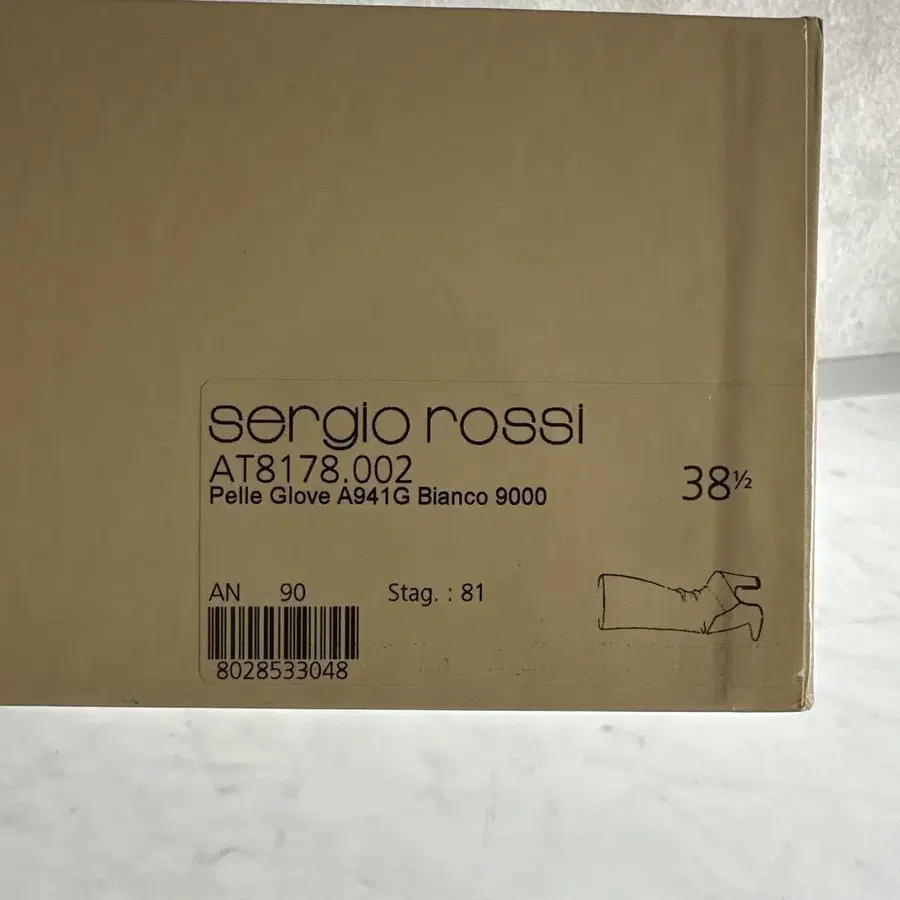 sergio rossi
AT8178.002
Pelle Glove A941G Bianco 9000
38½
AN 90 Stag. : 81
8028533048